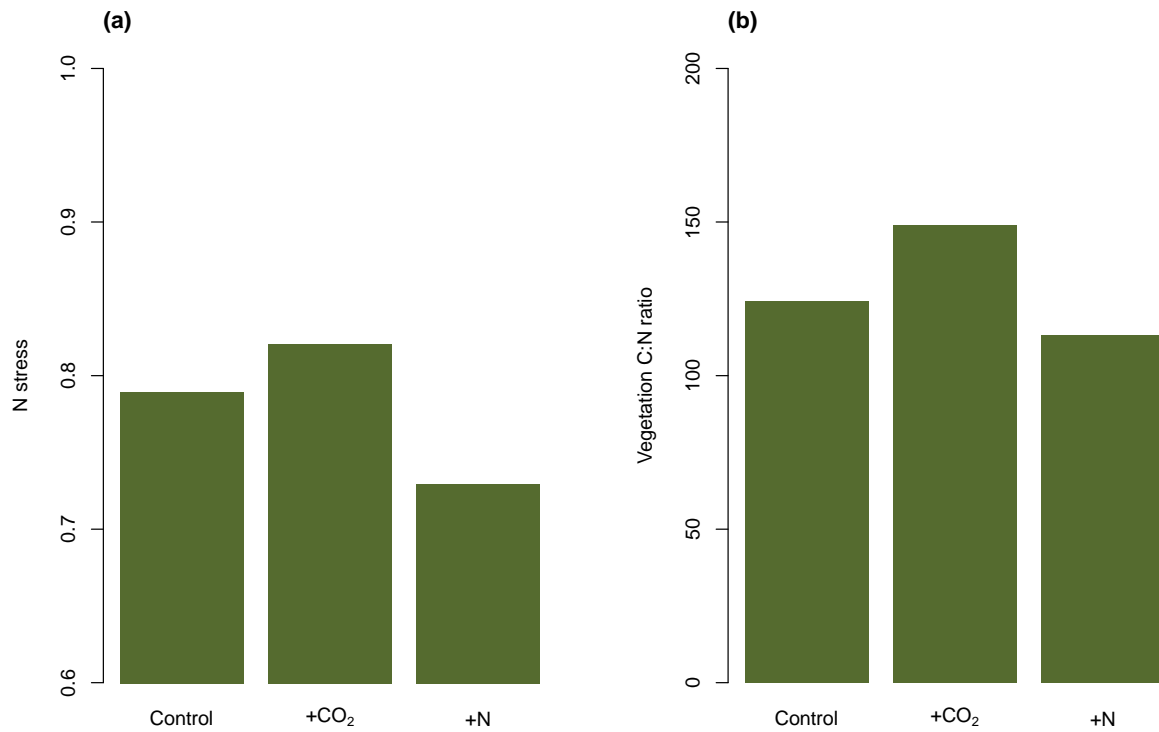 (a)
1.0
0.9
0.8
0.7
0.6
N stress
Control
+CO₂
+N
(b)
200
150
100
50
0
Vegetation C:N ratio
Control
+CO₂
+N